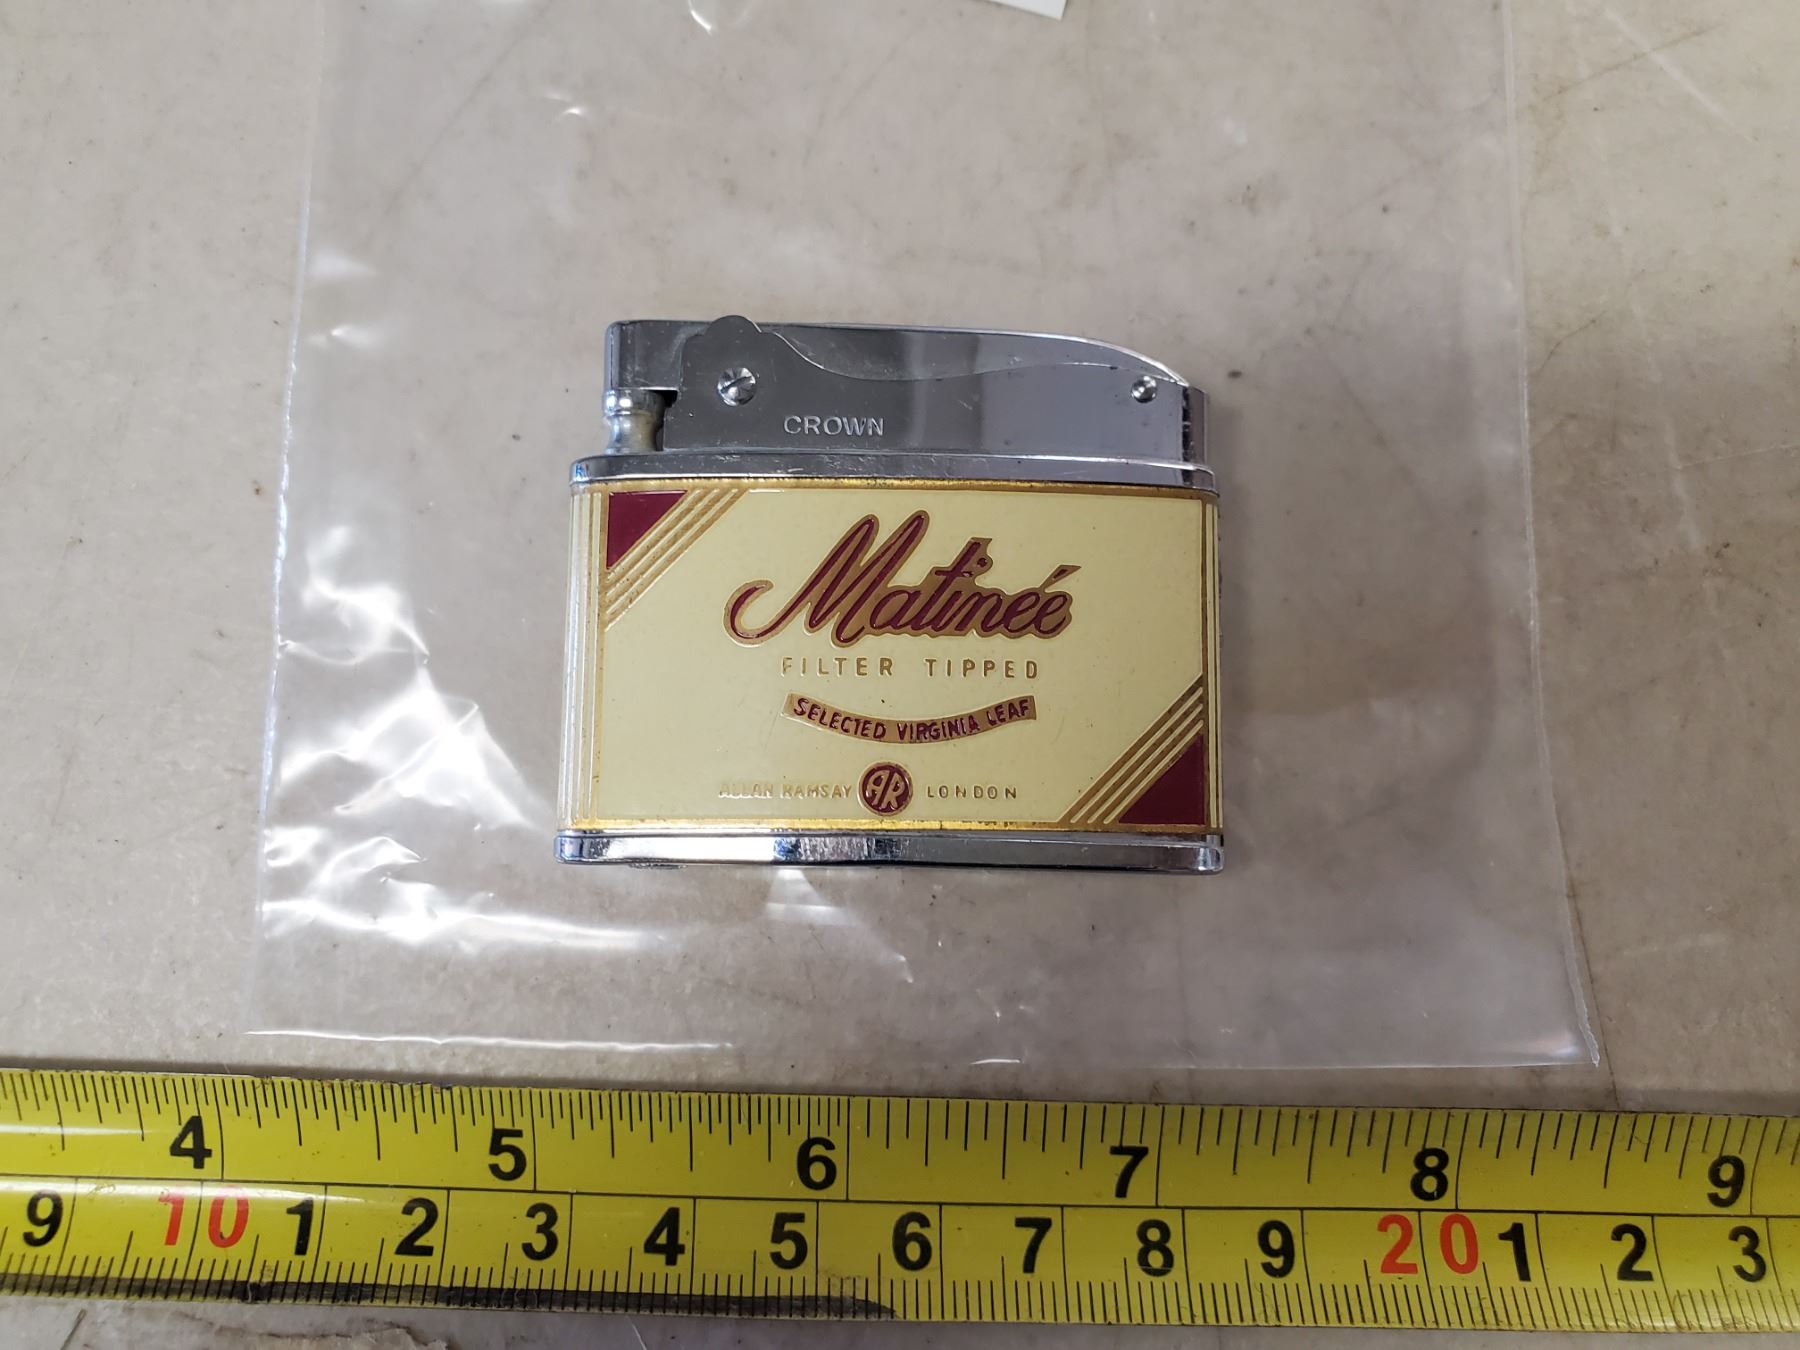 CROWN
Matinée
FILTER TIPPED
SELECTED VIRGINIA LEAF
ALLAN RAMSAY AR LONDON
4 5 6 7 8 9
9 10 1 2 3 4 5 6 7 8 9 20 1 2 3